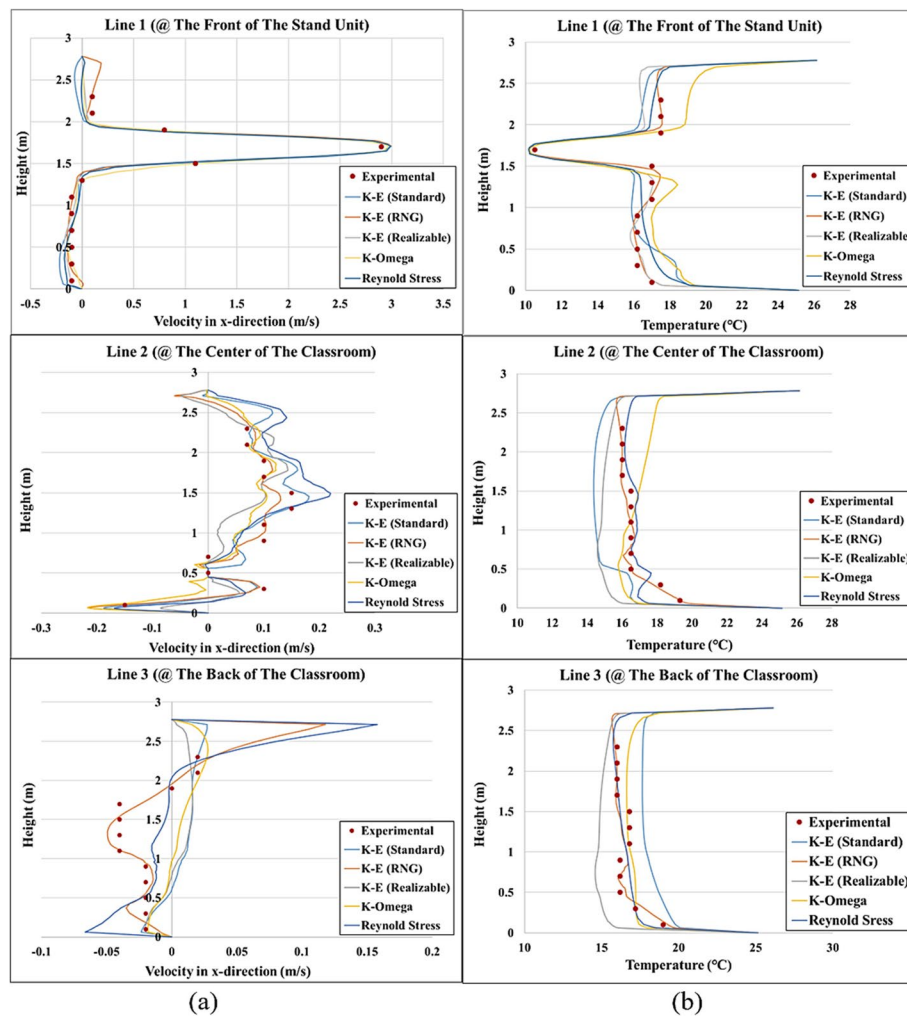 Line 1 (@ The Front of The Stand Unit)
3
2.5
2
1.5
1
0.5
0
-0.5 0 0.5 1 1.5 2 2.5 3 3.5
Height (m)
Velocity in x-direction (m/s)
Experimental
K-E (Standard)
K-E (RNG)
K-E (Realizable)
K-Omega
Reynold Stress
Line 1 (@ The Front of The Stand Unit)
3
2.5
2
1.5
1
0.5
0
10 12 14 16 18 20 22 24 26 28
Height (m)
Temperature (°C)
Experimental
K-E (Standard)
K-E (RNG)
K-E (Realizable)
K-Omega
Reynold Stress
Line 2 (@ The Center of The Classroom)
3
2.5
2
1.5
1
0.5
0
-0.3 -0.2 -0.1 0 0.1 0.2 0.3
Height (m)
Velocity in x-direction (m/s)
Experimental
K-E (Standard)
K-E (RNG)
K-E (Realizable)
K-Omega
Reynold Stress
Line 2 (@ The Center of The Classroom)
3
2.5
2
1.5
1
0.5
0
12 14 16 18 20 22 24 26 28
Height (m)
Temperature (°C)
Experimental
K-E (Standard)
K-E (RNG)
K-E (Realizable)
K-Omega
Reynold Stress
Line 3 (@ The Back of The Classroom)
3
2.5
2
1.5
1
0.5
0
-0.1 -0.05 0 0.05 0.1 0.15 0.2
Height (m)
Velocity in x-direction (m/s)
Experimental
K-E (Standard)
K-E (RNG)
K-E (Realizable)
K-Omega
Reynold Stress
Line 3 (@ The Back of The Classroom)
3
2.5
2
1.5
1
0.5
0
10 15 20 25 30
Height (m)
Temperature (°C)
Experimental
K-E (Standard)
K-E (RNG)
K-E (Realizable)
K-Omega
Reynold Sress
(a)
(b)